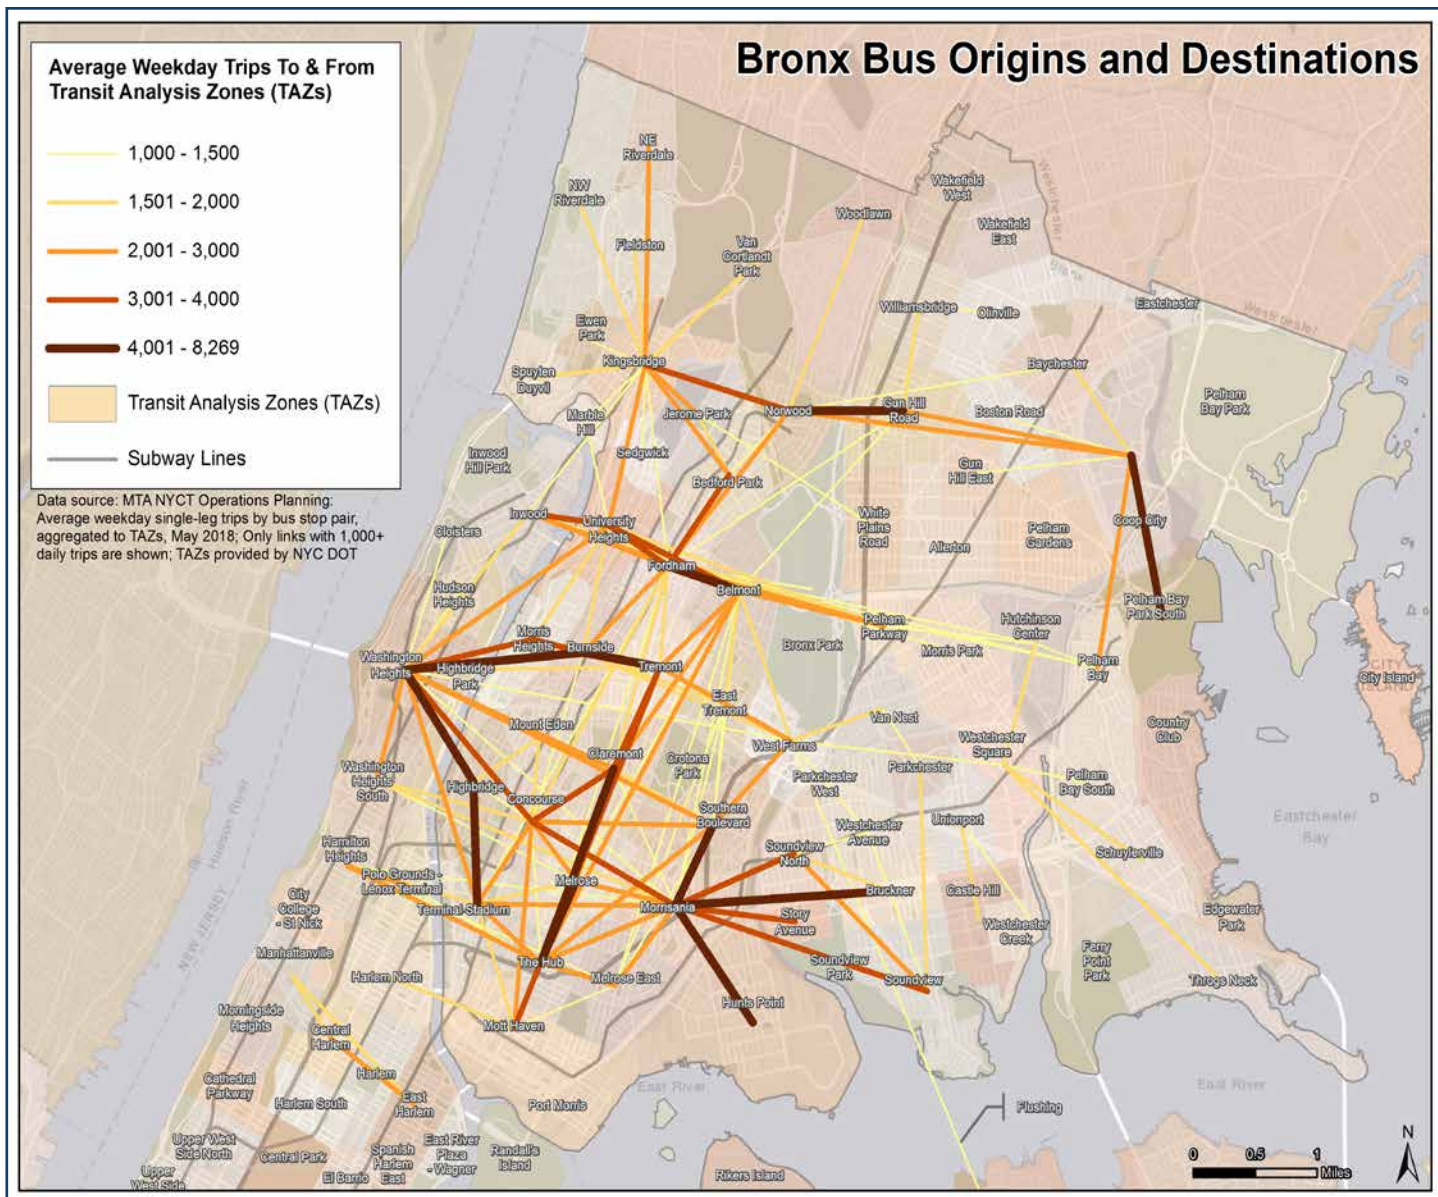 Bronx Bus Origins and Destinations
Average Weekday Trips To & From
Transit Analysis Zones (TAZs)
1,000 - 1,500
1,501 - 2,000
2,001 - 3,000
3,001 - 4,000
4,001 - 8,269
Transit Analysis Zones (TAZs)
Subway Lines
Data source: MTA NYCT Operations Planning:
Average weekday single-leg trips by bus stop pair,
aggregated to TAZs, May 2018; Only links with 1,000+
daily trips are shown; TAZs provided by NYC DOT
NE
Riverdale
NW
Riverdale
Fieldston
Van
Cortlandt
Park
Woodlawn
Wakefield
West
Wakefield
East
Westchester
Bronx
Westchester
Ewen
Park
Kingsbridge
Spuyten
Duyvil
Williamsbridge
Olinville
Eastchester
Baychester
Pelham
Bay Park
Marble
Hill
Jerome Park
Norwood
Gun Hill
Road
Boston Road
Inwood
Hill Park
Sedgwick
Bedford Park
Gun
Hill East
Inwood
University
Heights
White
Plains
Road
Pelham
Gardens
Coop City
Cloisters
Allerton
Fordham
Hudson
Heights
Belmont
Pelham
Parkway
Hutchinson
Center
Pelham Bay
Park South
Morris
Heights
Burnside
Bronx Park
Morris Park
Washington
Heights
Highbridge
Park
Tremont
Pelham
Bay
City Island
CITY
ISLAND
East
Tremont
Mount Eden
Van Nest
Country
Club
West Farms
Westchester
Square
Claremont
Crotona
Park
Washington
Heights
South
Highbridge
Concourse
Parkchester
West
Parkchester
Pelham
Bay South
Southern
Boulevard
Westchester
Avenue
Unionport
Eastchester
Bay
Hudson River
NEW JERSEY
Hamilton
Heights
Soundview
North
Schuylerville
Polo Grounds -
Lenox Terminal
Melrose
Bruckner
Castle Hill
City
College
- St Nick
Terminal-Stadium
Morrisania
Story
Avenue
Westchester
Creek
Edgewater
Park
Manhattanville
The Hub
Harlem North
Melrose East
Soundview
Park
Soundview
Ferry
Point
Park
Throgs Neck
Hunts Point
Morningside
Heights
Central
Harlem
Mott Haven
Harlem
Cathedral
Parkway
Harlem South
East
Harlem
East River
East River
Port Morris
Flushing
Upper West
Side North
Central Park
Spanish
Harlem
East
East River
Plaza
- Wagner
Randall's
Island
Upper
West Side
El Barrio
Rikers Island
N
0 0.5 1
Miles